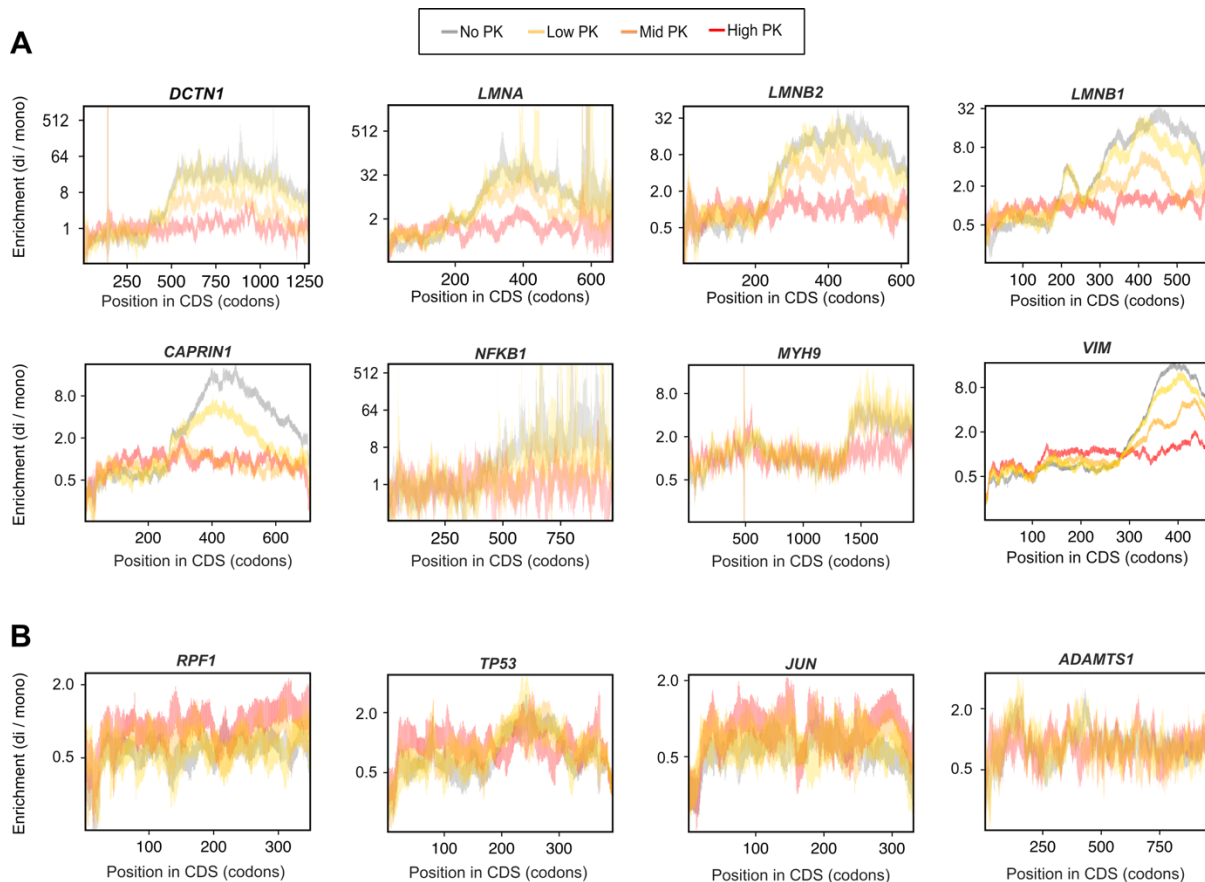 No PK Low PK Mid PK High PK
A
DCTN1 LMNA LMNB2 LMNB1
Enrichment (di / mono)
512
64
8
1
250 500 750 1000 1250
Position in CDS (codons)
512
32
2
200 400 600
Position in CDS (codons)
32
8.0
2.0
0.5
200 400 600
Position in CDS (codons)
32
8.0
2.0
0.5
100 200 300 400 500
Position in CDS (codons)
CAPRIN1 NFKB1 MYH9 VIM
Enrichment (di / mono)
8.0
2.0
0.5
200 400 600
Position in CDS (codons)
512
64
8
1
250 500 750
Position in CDS (codons)
8.0
2.0
0.5
500 1000 1500
Position in CDS (codons)
8.0
2.0
0.5
100 200 300 400
Position in CDS (codons)
B
RPF1 TP53 JUN ADAMTS1
Enrichment (di / mono)
2.0
0.5
100 200 300
Position in CDS (codons)
2.0
0.5
100 200 300
Position in CDS (codons)
2.0
0.5
100 200 300
Position in CDS (codons)
2.0
0.5
250 500 750
Position in CDS (codons)